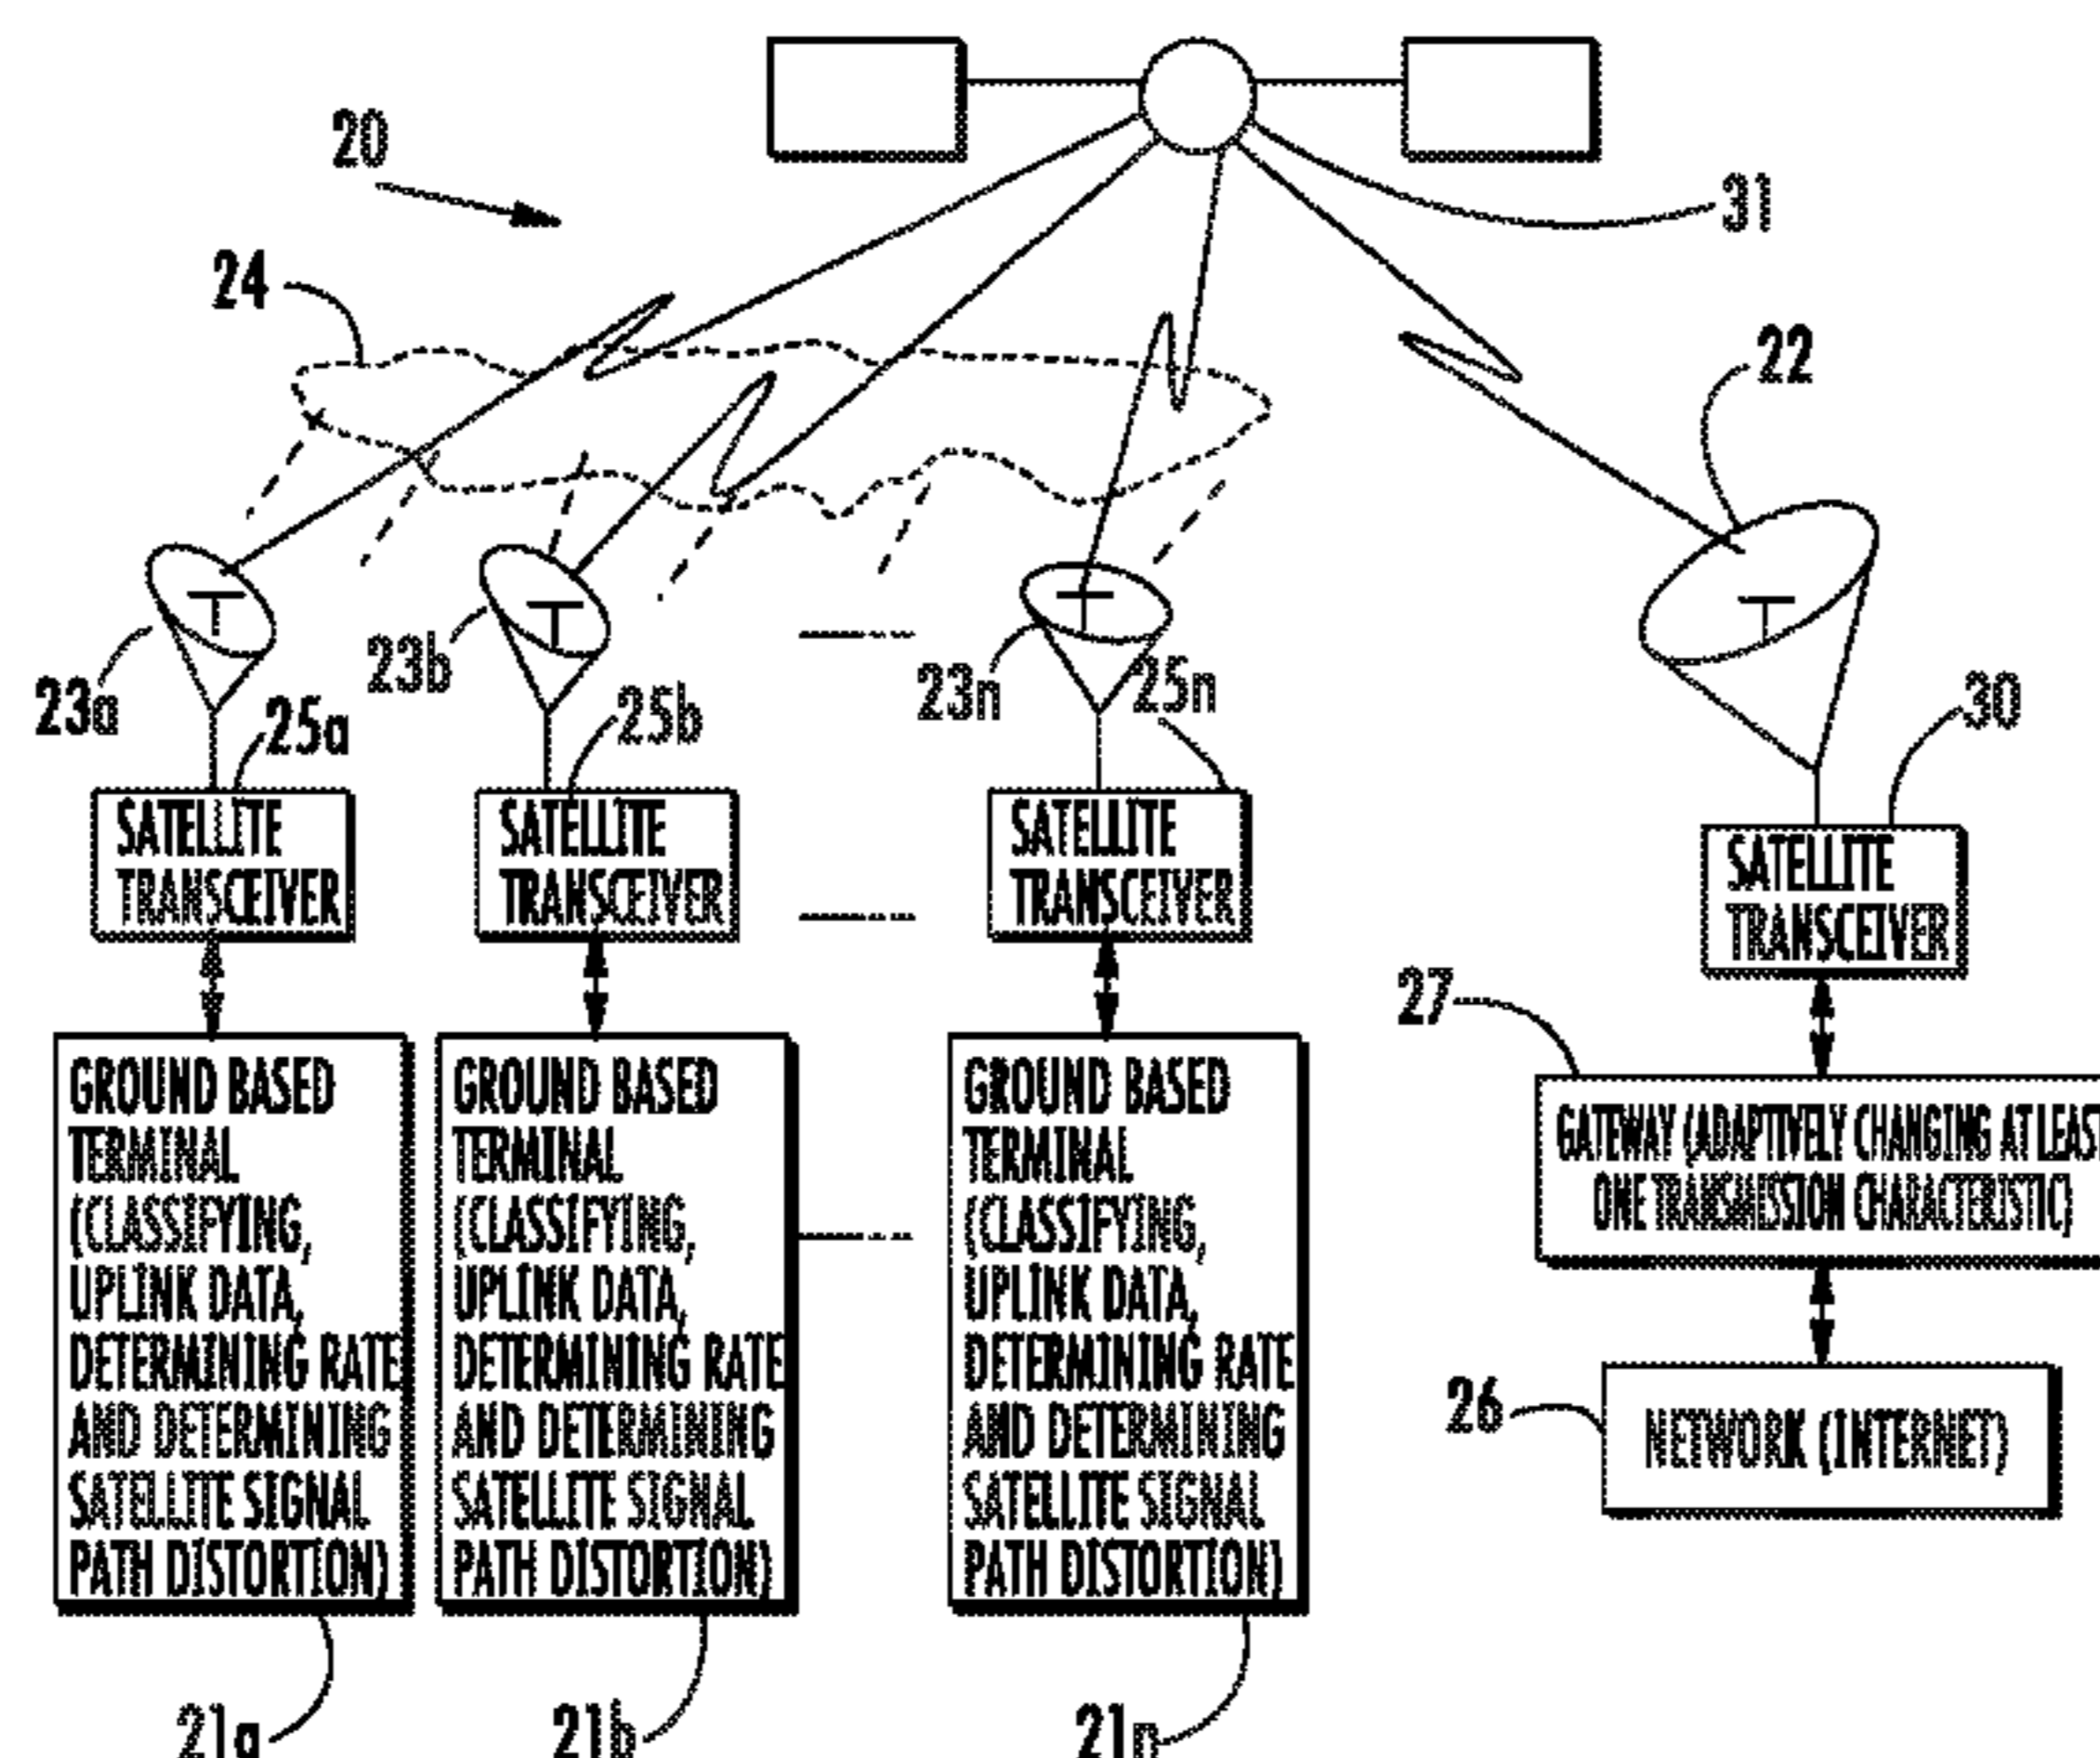 20
31
24
22
23a
23b
23n
25a
25b
25n
30
SATELLITE
TRANSCEIVER
SATELLITE
TRANSCEIVER
SATELLITE
TRANSCEIVER
SATELLITE
TRANSCEIVER
27
GROUND BASED
TERMINAL
(CLASSIFYING,
UPLINK DATA,
DETERMINING RATE
AND DETERMINING
SATELLITE SIGNAL
PATH DISTORTION)
GROUND BASED
TERMINAL
(CLASSIFYING,
UPLINK DATA,
DETERMINING RATE
AND DETERMINING
SATELLITE SIGNAL
PATH DISTORTION)
GROUND BASED
TERMINAL
(CLASSIFYING,
UPLINK DATA,
DETERMINING RATE
AND DETERMINING
SATELLITE SIGNAL
PATH DISTORTION)
GATEWAY (ADAPTIVELY CHANGING AT LEAST
ONE TRANSMISSION CHARACTERISTIC)
26
NETWORK (INTERNET)
21a
21b
21n